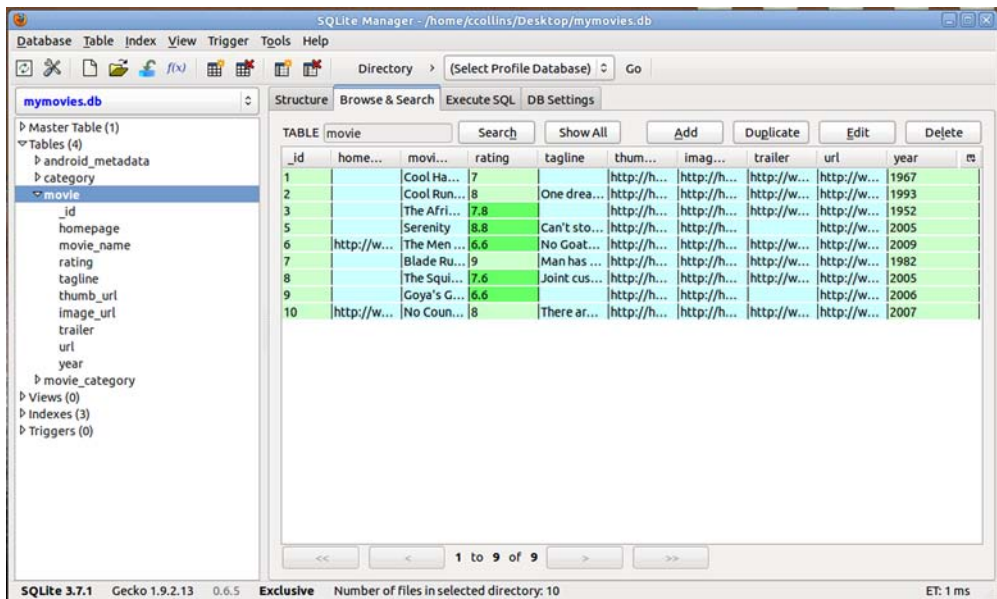 SQLite Manager - /home/ccollins/Desktop/mymovies.db
Database Table Index View Trigger Tools Help
f(x) Directory > (Select Profile Database) Go
mymovies.db
Structure Browse & Search Execute SQL DB Settings
Master Table (1)
Tables (4)
android_metadata
category
movie
_id
homepage
movie_name
rating
tagline
thumb_url
image_url
trailer
url
year
movie_category
Views (0)
Indexes (3)
Triggers (0)
TABLE movie Search Show All Add Duplicate Edit Delete
_id home... movi... rating tagline thum... imag... trailer url year
1 Cool Ha... 7 http://h... http://h... http://w... http://w... 1967
2 Cool Run... 8 One drea... http://h... http://h... http://w... http://w... 1993
3 The Afri... 7.8 http://h... http://h... http://w... http://w... 1952
5 Serenity 8.8 Can't sto... http://h... http://h... http://w... http://w... 2005
6 http://w... The Men ... 6.6 No Goat... http://h... http://h... http://w... http://w... 2009
7 Blade Ru... 9 Man has ... http://h... http://h... http://w... http://w... 1982
8 The Squi... 7.6 Joint cus... http://h... http://h... http://w... http://w... 2005
9 Goya's G... 6.6 http://h... http://h... http://w... 2006
10 http://w... No Coun... 8 There ar... http://h... http://h... http://w... http://w... 2007
<< < 1 to 9 of 9 > >>
SQLite 3.7.1 Gecko 1.9.2.13 0.6.5 Exclusive Number of files in selected directory: 10 ET: 1 ms